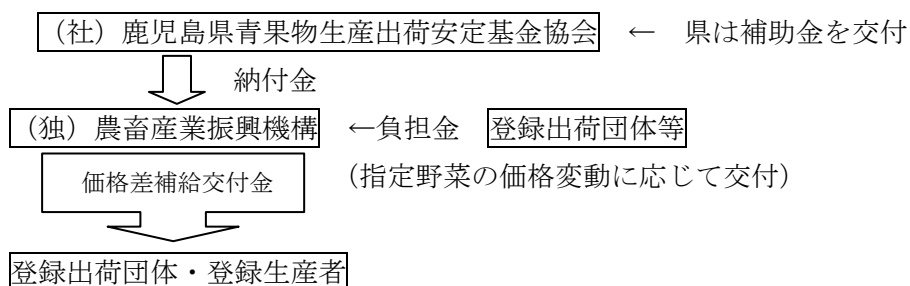 （社）鹿児島県青果物生産出荷安定基金協会 ← 県は補助金を交付
納付金
（独）農畜産業振興機構 ←負担金 登録出荷団体等
価格差補給交付金 （指定野菜の価格変動に応じて交付）
登録出荷団体・登録生産者